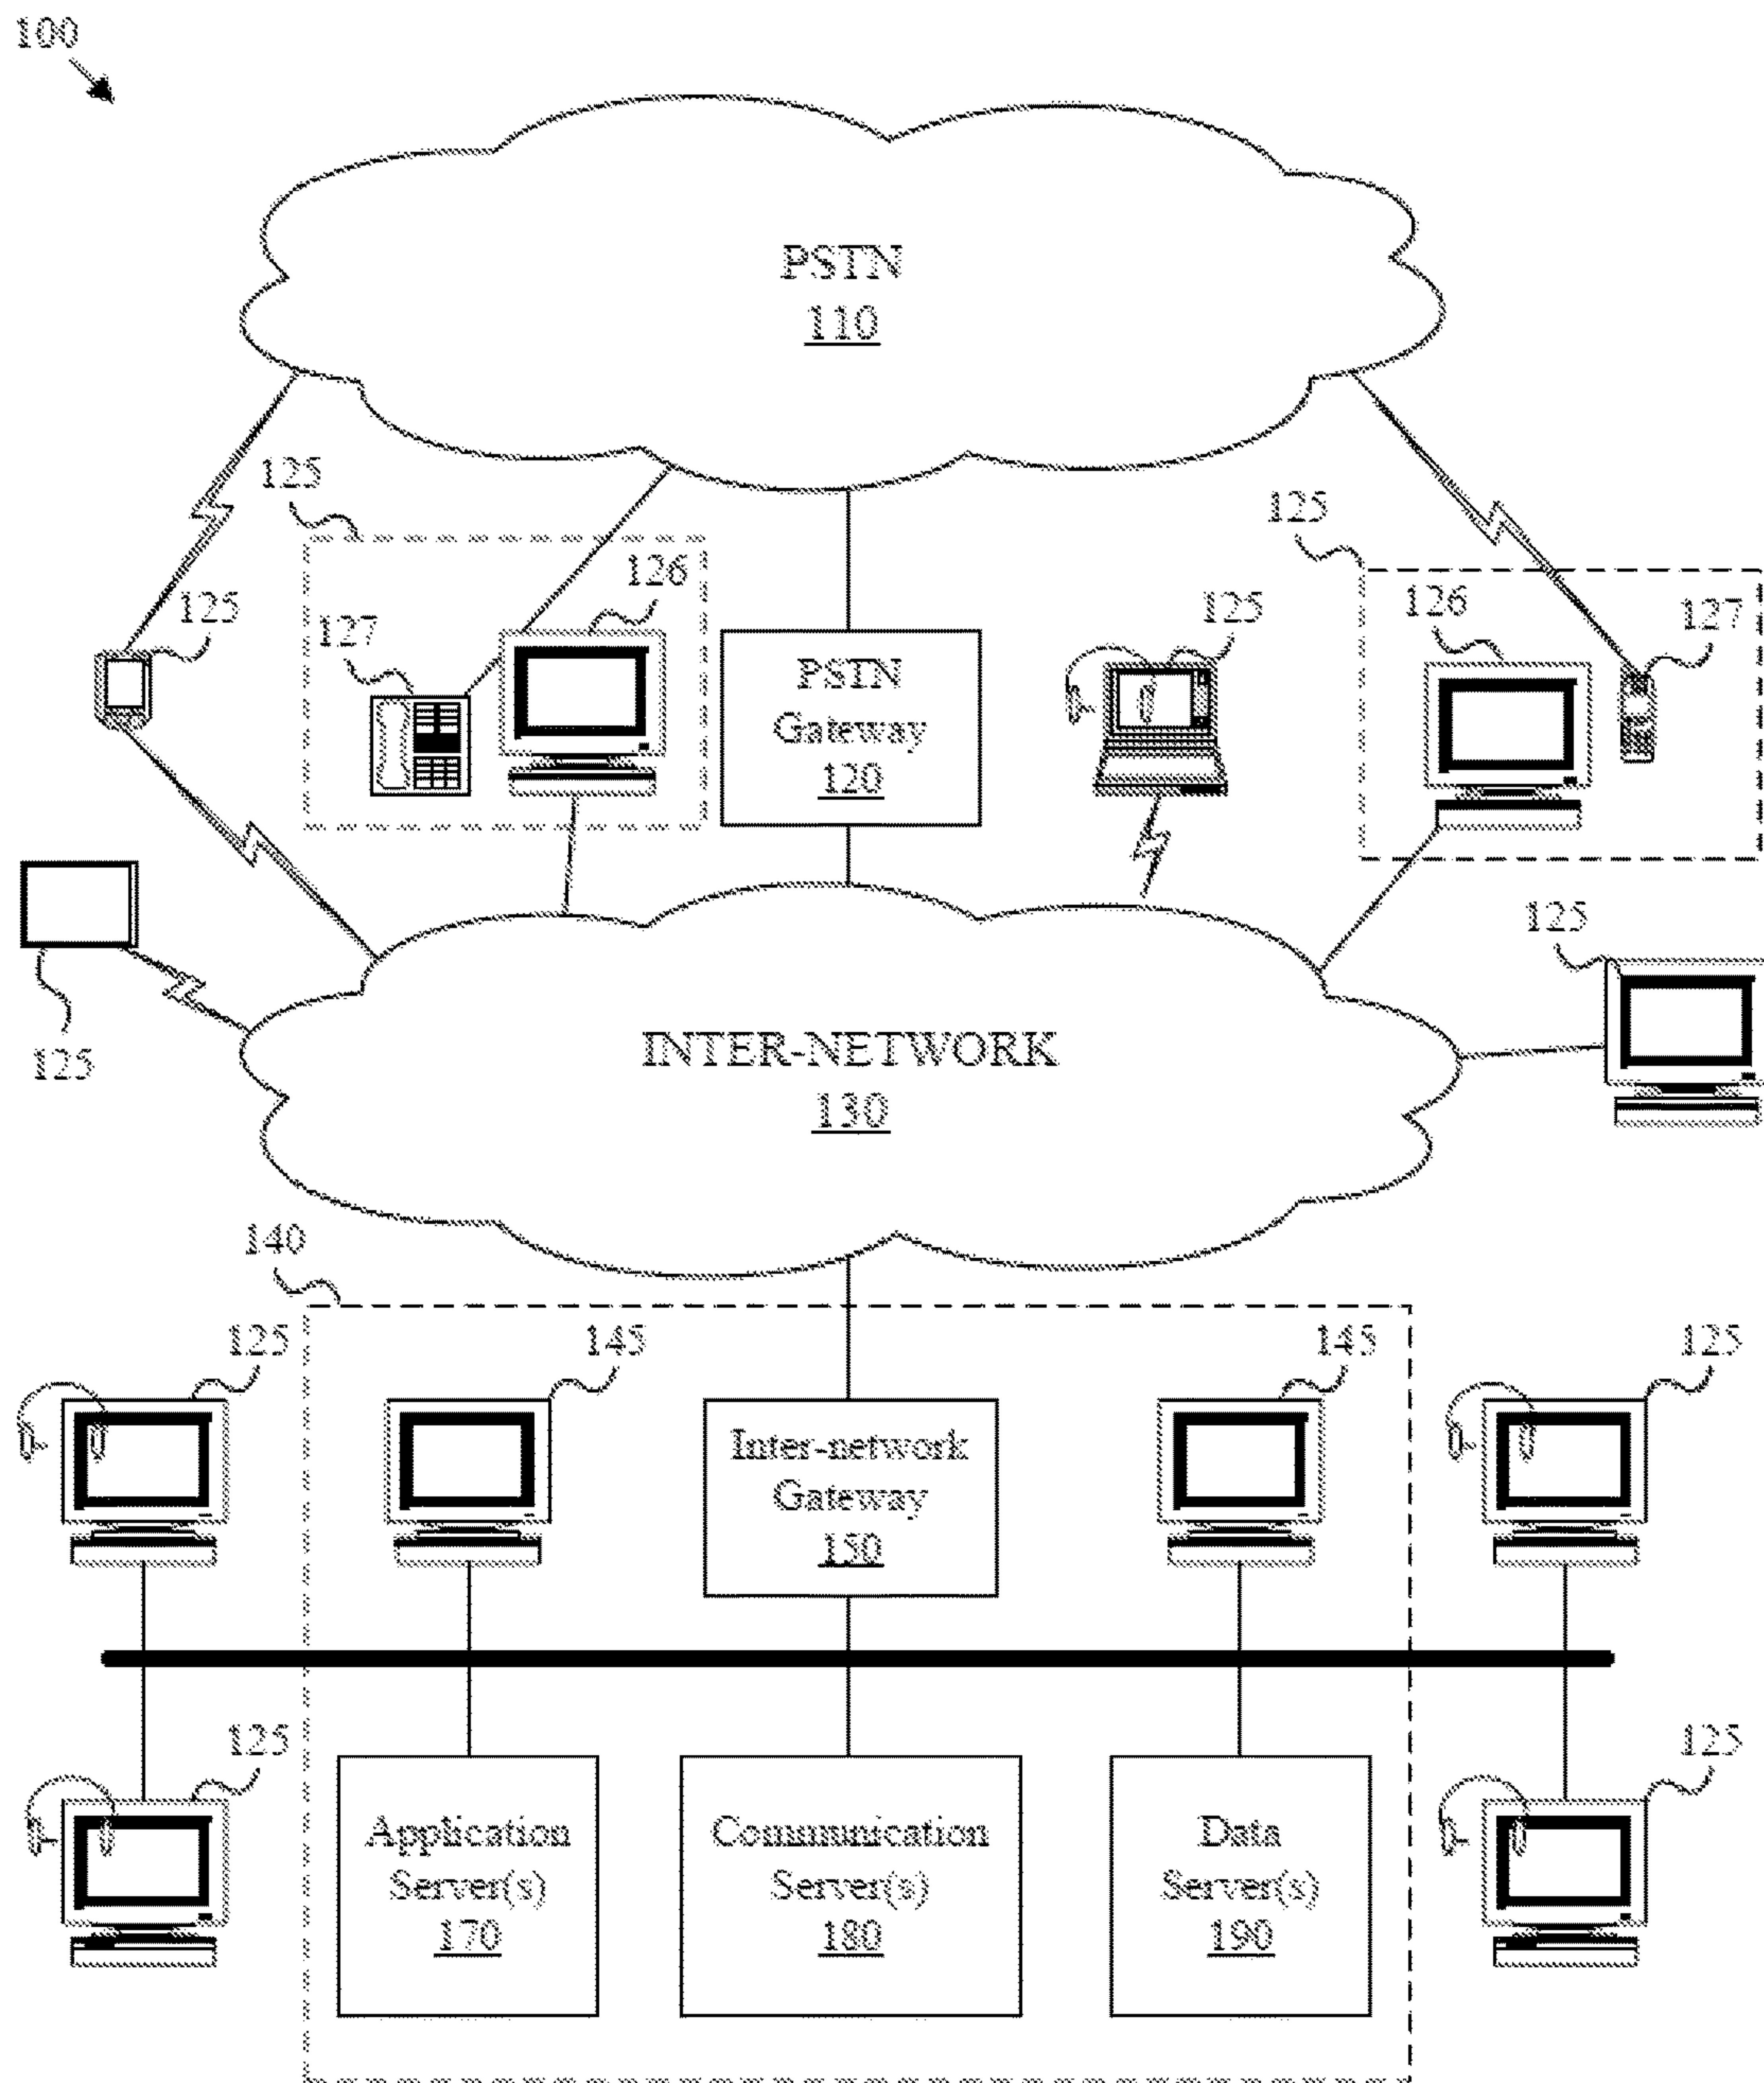 100
PSTN
110
125
125
126
125
127
125
126
127
PSTN
Gateway
120
125
125
125
INTER-NETWORK
130
140
125
145
145
125
Inter-network
Gateway
150
125
125
Application
Server(s)
170
Communication
Server(s)
180
Data
Server(s)
190